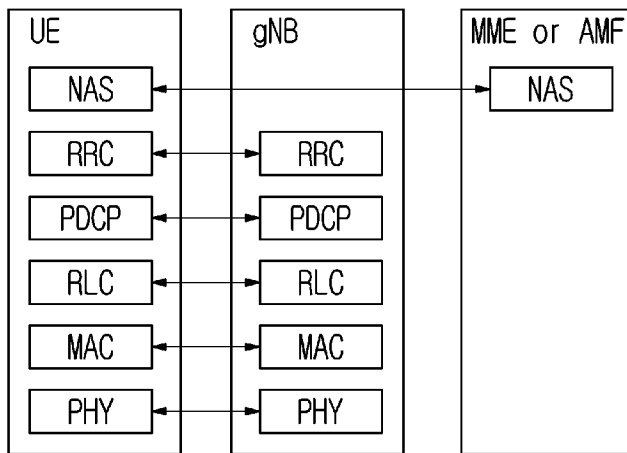 UE gNB MME or AMF
NAS NAS
RRC RRC
PDCP PDCP
RLC RLC
MAC MAC
PHY PHY